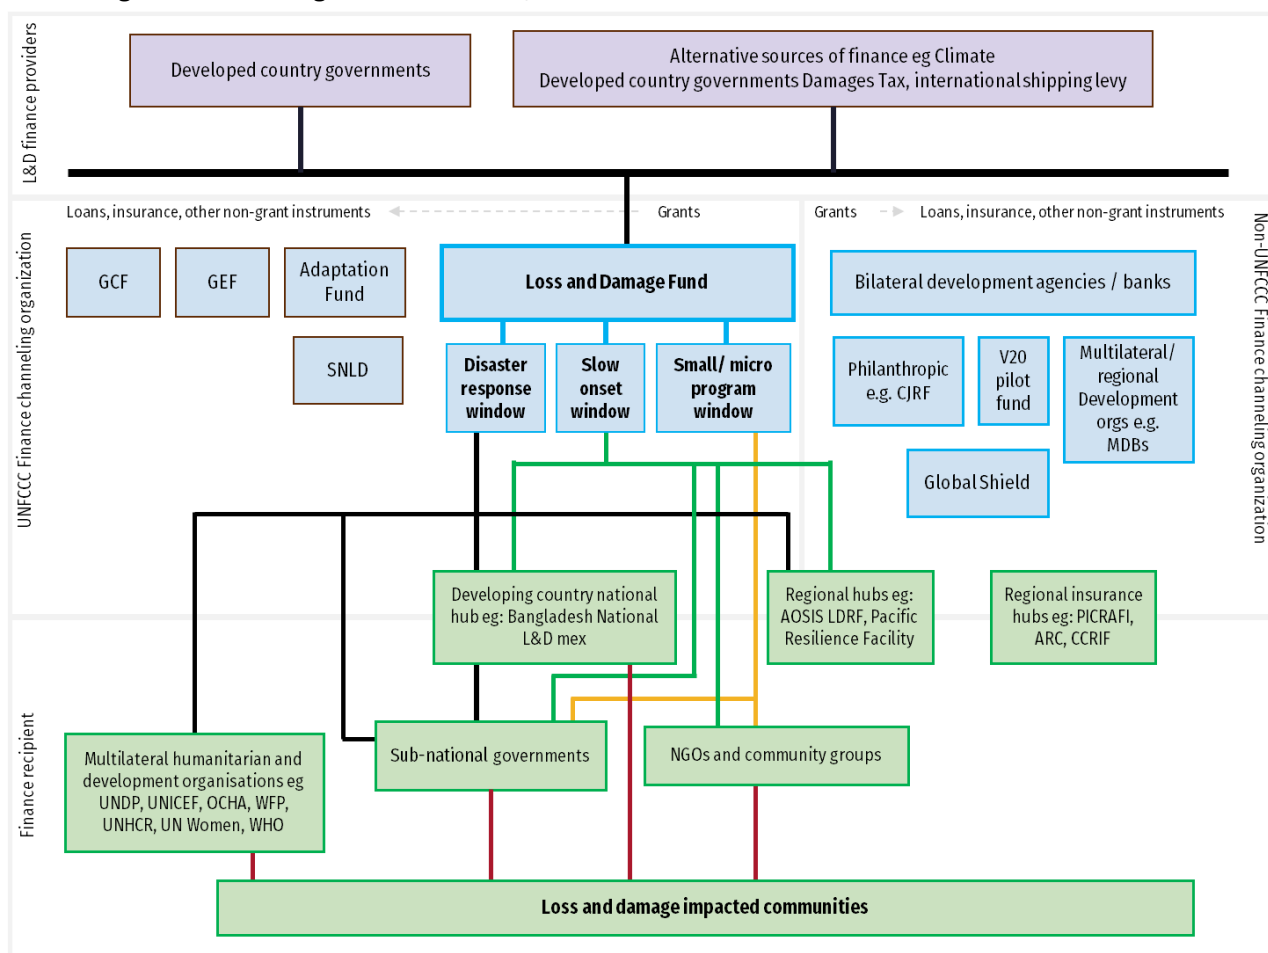 L&D finance providers
Developed country governments
Alternative sources of finance eg Climate
Developed country governments Damages Tax, international shipping levy
UNFCCC Finance channeling organization
Loans, insurance, other non-grant instruments
Grants
Grants
Loans, insurance, other non-grant instruments
Non-UNFCCC Finance channeling organization
GCF
GEF
Adaptation
Fund
SNLD
Loss and Damage Fund
Disaster
response
window
Slow
onset
window
Small/ micro
program
window
Bilateral development agencies / banks
Philanthropic
e.g. CJRF
V20
pilot
fund
Multilateral/
regional
Development
orgs e.g.
MDBs
Global Shield
Developing country national
hub eg: Bangladesh National
L&D mex
Regional hubs eg:
AOSIS LDRF, Pacific
Resilience Facility
Regional insurance
hubs eg: PICRAFI,
ARC, CCRIF
Finance recipient
Multilateral humanitarian and
development organisations eg
UNDP, UNICEF, OCHA, WFP,
UNHCR, UN Women, WHO
Sub-national governments
NGOs and community groups
Loss and damage impacted communities